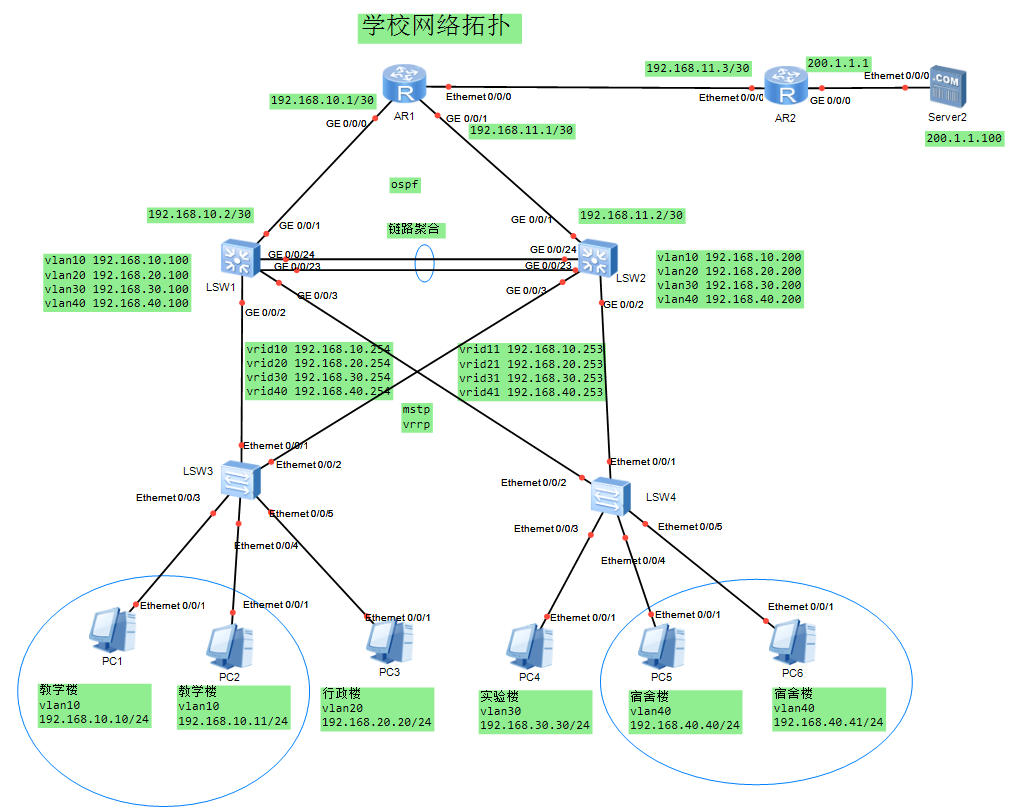 学校网络拓扑
192.168.11.3/30
200.1.1.1
Ethernet 0/0/0
.COM
R
R
Ethernet 0/0/0
Ethernet 0/0/0
GE 0/0/0
192.168.10.1/30
AR1
AR2
Server2
GE 0/0/0
GE 0/0/1
192.168.11.1/30
200.1.1.100
ospf
192.168.10.2/30
192.168.11.2/30
GE 0/0/1
链路聚合
GE 0/0/1
GE 0/0/24
GE 0/0/24
GE 0/0/23
GE 0/0/23
vlan10 192.168.10.100
vlan20 192.168.20.100
vlan30 192.168.30.100
vlan40 192.168.40.100
LSW1
LSW2
vlan10 192.168.10.200
vlan20 192.168.20.200
vlan30 192.168.30.200
vlan40 192.168.40.200
GE 0/0/3
GE 0/0/3
GE 0/0/2
GE 0/0/2
vrid10 192.168.10.254
vrid20 192.168.20.254
vrid30 192.168.30.254
vrid40 192.168.40.254
vrid11 192.168.10.253
vrid21 192.168.20.253
vrid31 192.168.30.253
vrid41 192.168.40.253
mstp
vrrp
Ethernet 0/0/1
Ethernet 0/0/2
LSW3
Ethernet 0/0/1
Ethernet 0/0/2
LSW4
Ethernet 0/0/3
Ethernet 0/0/5
Ethernet 0/0/4
Ethernet 0/0/3
Ethernet 0/0/5
Ethernet 0/0/4
Ethernet 0/0/1
Ethernet 0/0/1
Ethernet 0/0/1
Ethernet 0/0/1
Ethernet 0/0/1
Ethernet 0/0/1
PC1
PC2
PC3
PC4
PC5
PC6
教学楼
vlan10
192.168.10.10/24
教学楼
vlan10
192.168.10.11/24
行政楼
vlan20
192.168.20.20/24
实验楼
vlan30
192.168.30.30/24
宿舍楼
vlan40
192.168.40.40/24
宿舍楼
vlan40
192.168.40.41/24